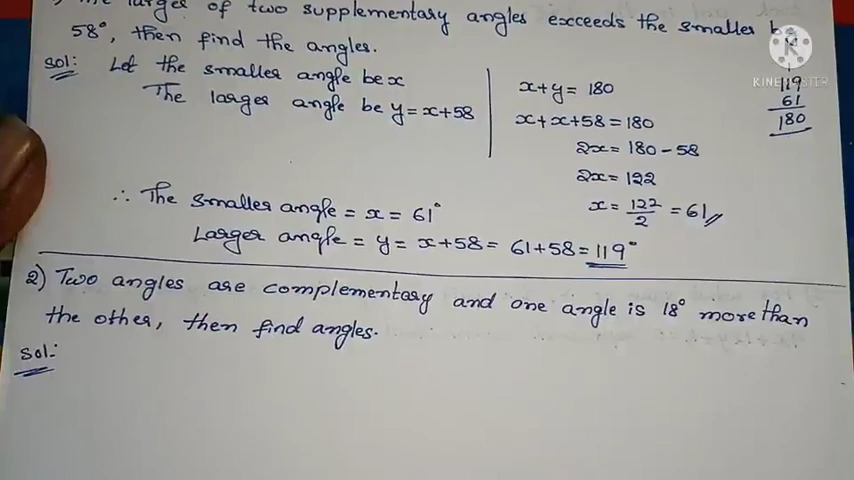 The larger of two supplementary angles exceeds the smaller by
58°, then find the angles.
Sol: Let the smaller angle be x
The larger angle be y = x+58
x+y = 180
x+x+58 = 180
2x = 180 - 58
2x = 122
x = 122/2 = 61
119
61
180
∴ The smaller angle = x = 61°
Larger angle = y = x+58 = 61+58 = 119°
2) Two angles are complementary and one angle is 18° more than
the other, then find angles.
Sol:
KINEMASTER